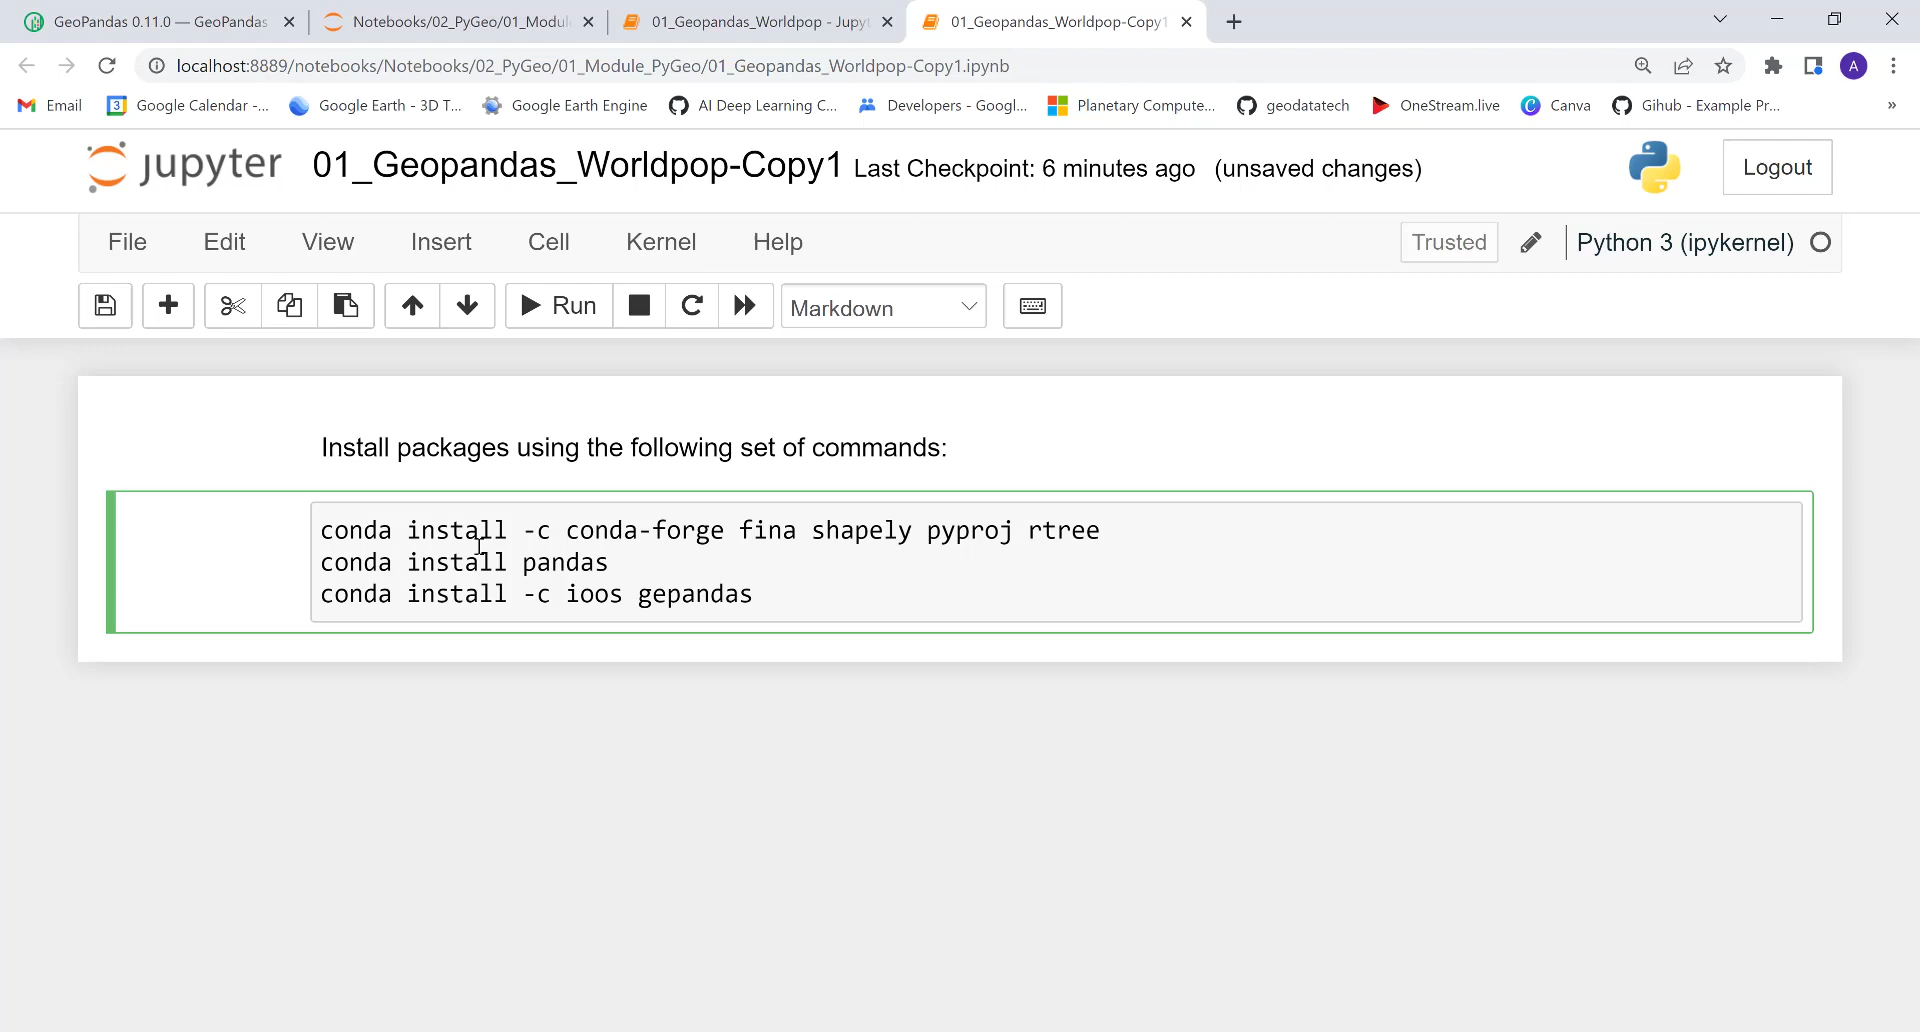 GeoPandas 0.11.0 — GeoPandas
Notebooks/02_PyGeo/01_Modul
01_Geopandas_Worldpop - Jupyt
01_Geopandas_Worldpop-Copy1
localhost:8889/notebooks/Notebooks/02_PyGeo/01_Module_PyGeo/01_Geopandas_Worldpop-Copy1.ipynb
A
Email
3
Google Calendar -...
Google Earth - 3D T...
Google Earth Engine
AI Deep Learning C...
Developers - Googl...
Planetary Compute...
geodatatech
OneStream.live
C
Canva
Gihub - Example Pr...
»
jupyter
01_Geopandas_Worldpop-Copy1
Last Checkpoint: 6 minutes ago
(unsaved changes)
Logout
File
Edit
View
Insert
Cell
Kernel
Help
Trusted
Python 3 (ipykernel)
Run
Markdown
Install packages using the following set of commands:
conda install -c conda-forge fina shapely pyproj rtree
conda install pandas
conda install -c ioos gepandas